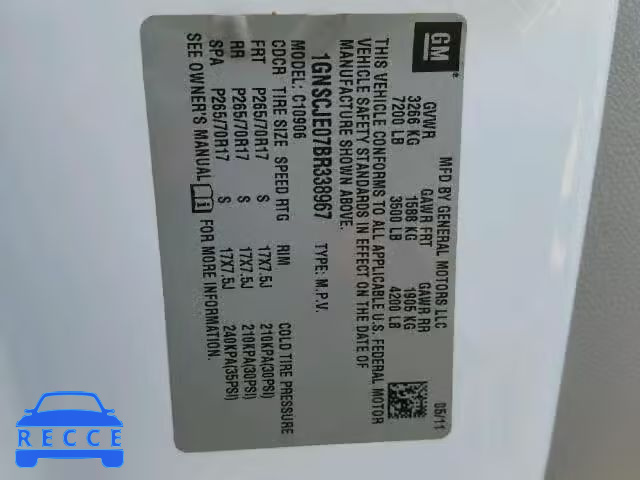 GM
MFD BY GENERAL MOTORS LLC 05/11
GVWR GAWR FRT GAWR RR
3266 KG 1588 KG 1905 KG
7200 LB 3500 LB 4200 LB
THIS VEHICLE CONFORMS TO ALL APPLICABLE U.S. FEDERAL MOTOR
VEHICLE SAFETY STANDARDS IN EFFECT ON THE DATE OF
MANUFACTURE SHOWN ABOVE.
1GNSCJE07BR338967 TYPE: M.P.V.
MODEL: C10906
CDCR TIRE SIZE SPEED RTG RIM COLD TIRE PRESSURE
FRT P265/70R17 S 17X7.5J 210KPA(30PSI)
RR P265/70R17 S 17X7.5J 210KPA(30PSI)
SPA P265/70R17 S 17X7.5J 240KPA(35PSI)
SEE OWNER'S MANUAL FOR MORE INFORMATION.
RECCE